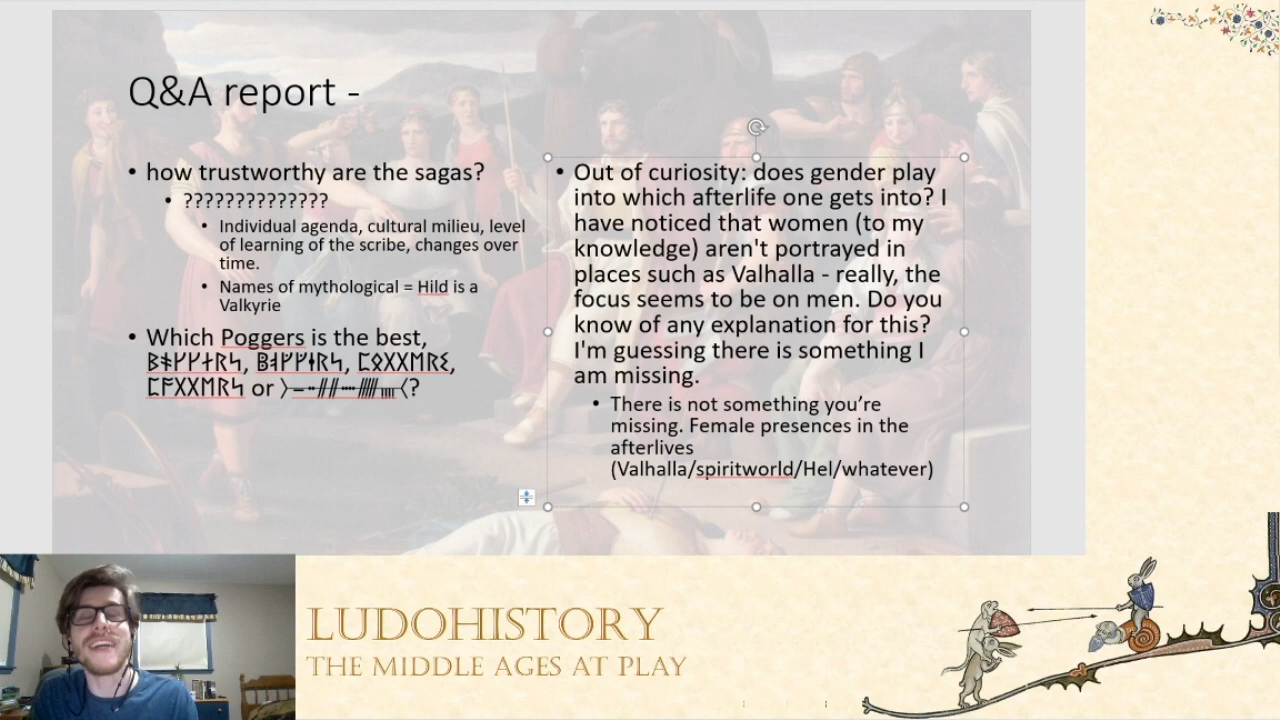 Q&A report -
• how trustworthy are the sagas?
• ??????????????
• Individual agenda, cultural milieu, level
of learning of the scribe, changes over
time.
• Names of mythological = Hild is a
Valkyrie
• Which Poggers is the best,
or
?
• Out of curiosity: does gender play
into which afterlife one gets into? I
have noticed that women (to my
knowledge) aren't portrayed in
places such as Valhalla - really, the
focus seems to be on men. Do you
know of any explanation for this?
I'm guessing there is something I
am missing.
• There is not something you’re
missing. Female presences in the
afterlives
(Valhalla/spiritworld/Hel/whatever)
LUDOHISTORY
THE MIDDLE AGES AT PLAY